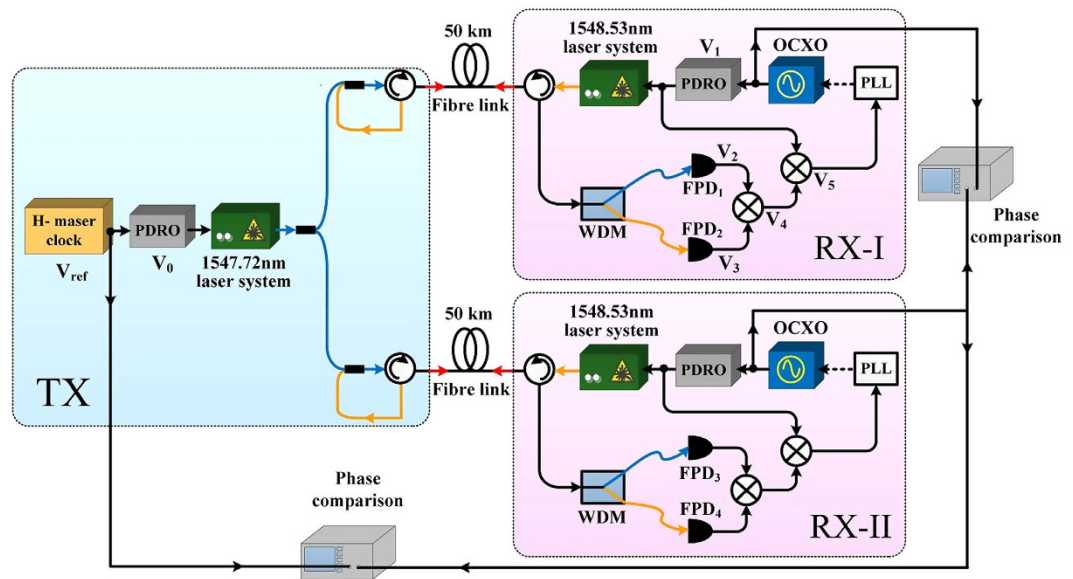 50 km
Fibre link
1548.53nm
laser system
V1
OCXO
PDRO
PLL
V2
FPD1
V5
V4
WDM
FPD2
V3
RX-I
Phase
comparison
H- maser
clock
Vref
PDRO
V0
1547.72nm
laser system
TX
50 km
Fibre link
1548.53nm
laser system
OCXO
PDRO
PLL
FPD3
WDM
FPD4
RX-II
Phase
comparison